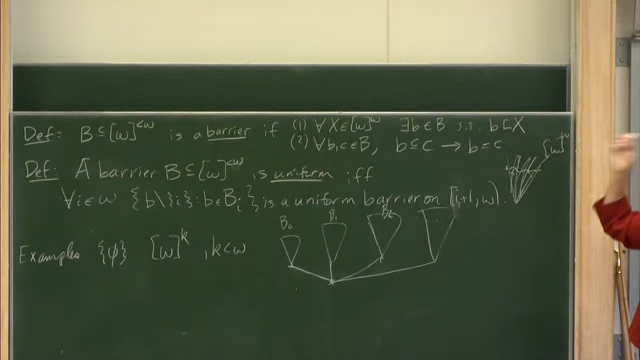 Def: B ⊆ [ω]^{<ω} is a barrier if (1) ∀X∈[ω]^ω ∃b∈B s.t. b ⊏ X
(2) ∀b,c∈B, b ⊆ c → b = c
Def: A barrier B ⊆ [ω]^{<ω} is uniform iff
∀i∈ω {b\{i} : b∈B_i} is a uniform barrier on [i+1, ω).
[ω]^ω
Examples {φ} [ω]^k , k<ω
B_0 B_1 B_2